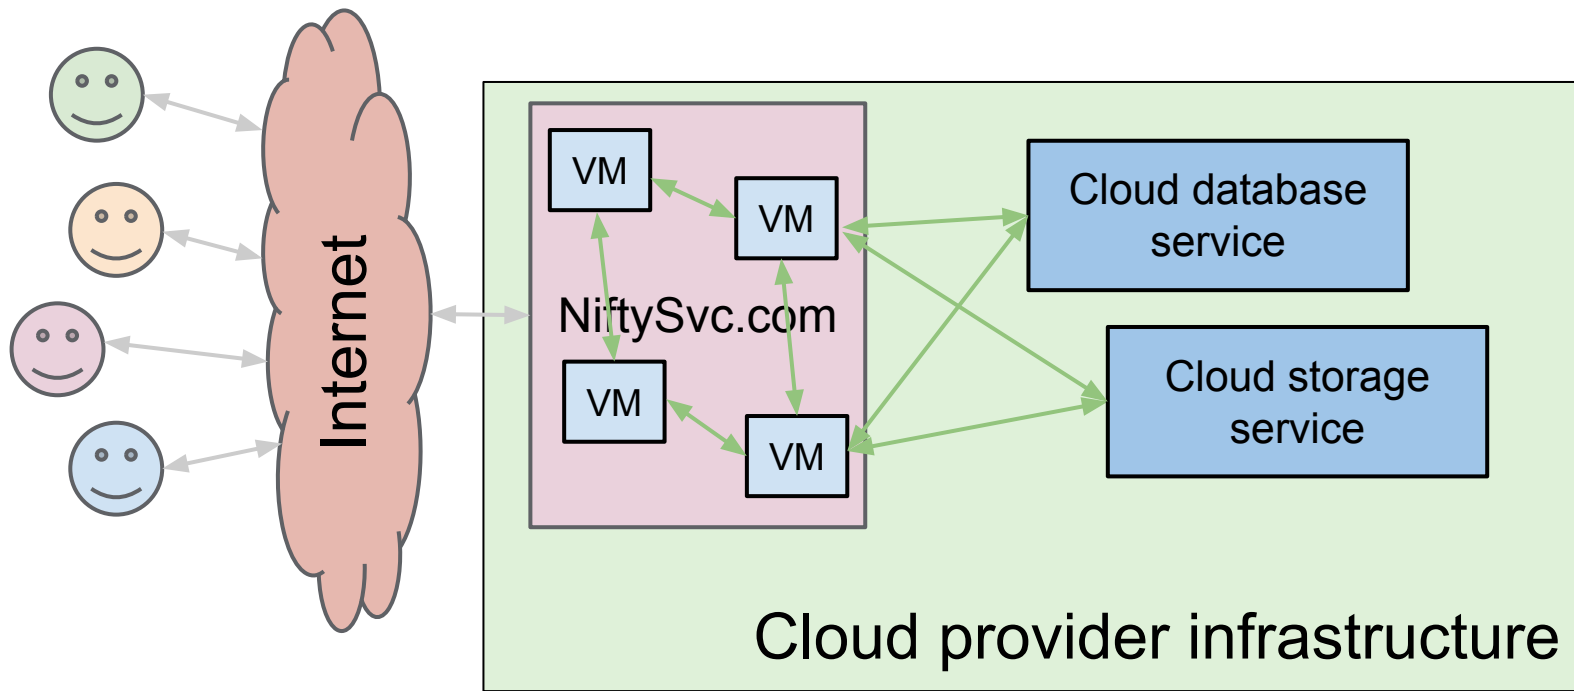 Internet
VM
VM
NiftySvc.com
VM
VM
Cloud database
service
Cloud storage
service
Cloud provider infrastructure